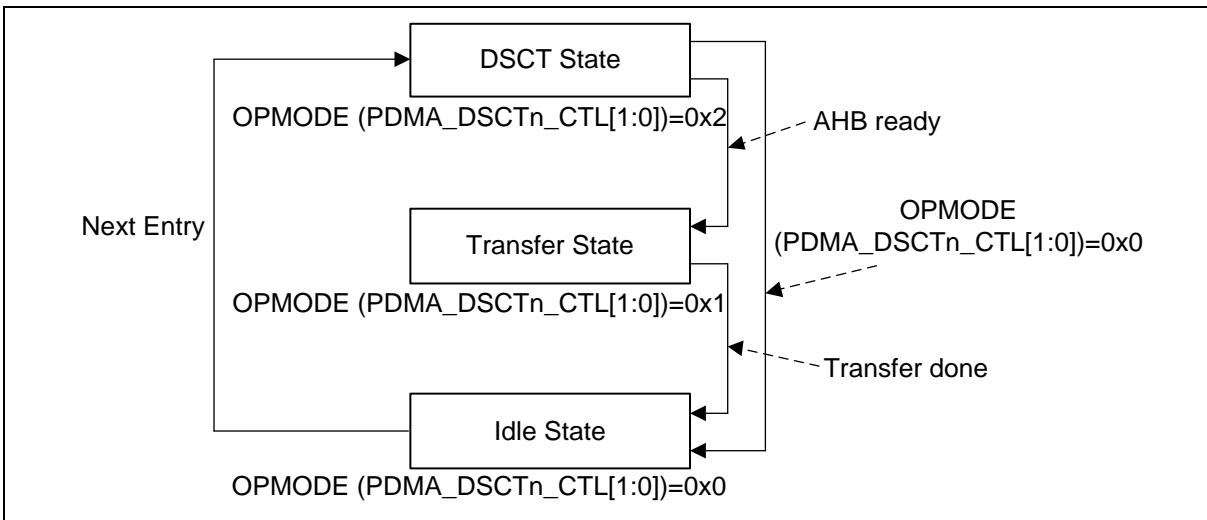 DSCT State
OPMODE (PDMA_DSCTn_CTL[1:0])=0x2
AHB ready
Next Entry
OPMODE
(PDMA_DSCTn_CTL[1:0])=0x0
Transfer State
OPMODE (PDMA_DSCTn_CTL[1:0])=0x1
Transfer done
Idle State
OPMODE (PDMA_DSCTn_CTL[1:0])=0x0